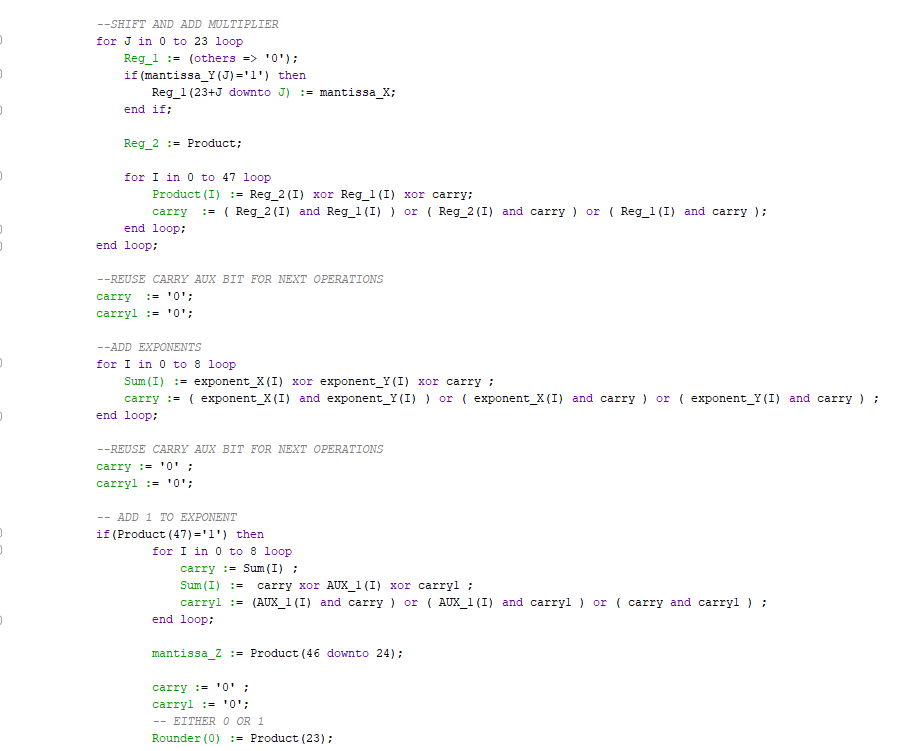 --SHIFT AND ADD MULTIPLIER
for J in 0 to 23 loop
Reg_1 := (others => '0');
if(mantissa_Y(J)='1') then
Reg_1(23+J downto J) := mantissa_X;
end if;
Reg_2 := Product;
for I in 0 to 47 loop
Product(I) := Reg_2(I) xor Reg_1(I) xor carry;
carry  := ( Reg_2(I) and Reg_1(I) ) or ( Reg_2(I) and carry ) or ( Reg_1(I) and carry );
end loop;
end loop;
--REUSE CARRY AUX BIT FOR NEXT OPERATIONS
carry  := '0';
carry1 := '0';
--ADD EXPONENTS
for I in 0 to 8 loop
Sum(I) := exponent_X(I) xor exponent_Y(I) xor carry ;
carry := ( exponent_X(I) and exponent_Y(I) ) or ( exponent_X(I) and carry ) or ( exponent_Y(I) and carry ) ;
end loop;
--REUSE CARRY AUX BIT FOR NEXT OPERATIONS
carry := '0' ;
carry1 := '0';
-- ADD 1 TO EXPONENT
if(Product(47)='1') then
for I in 0 to 8 loop
carry := Sum(I) ;
Sum(I) :=  carry xor AUX_1(I) xor carry1 ;
carry1 := (AUX_1(I) and carry ) or ( AUX_1(I) and carry1 ) or ( carry and carry1 ) ;
end loop;
mantissa_Z := Product(46 downto 24);
carry := '0' ;
carry1 := '0';
-- EITHER 0 OR 1
Rounder(0) := Product(23);